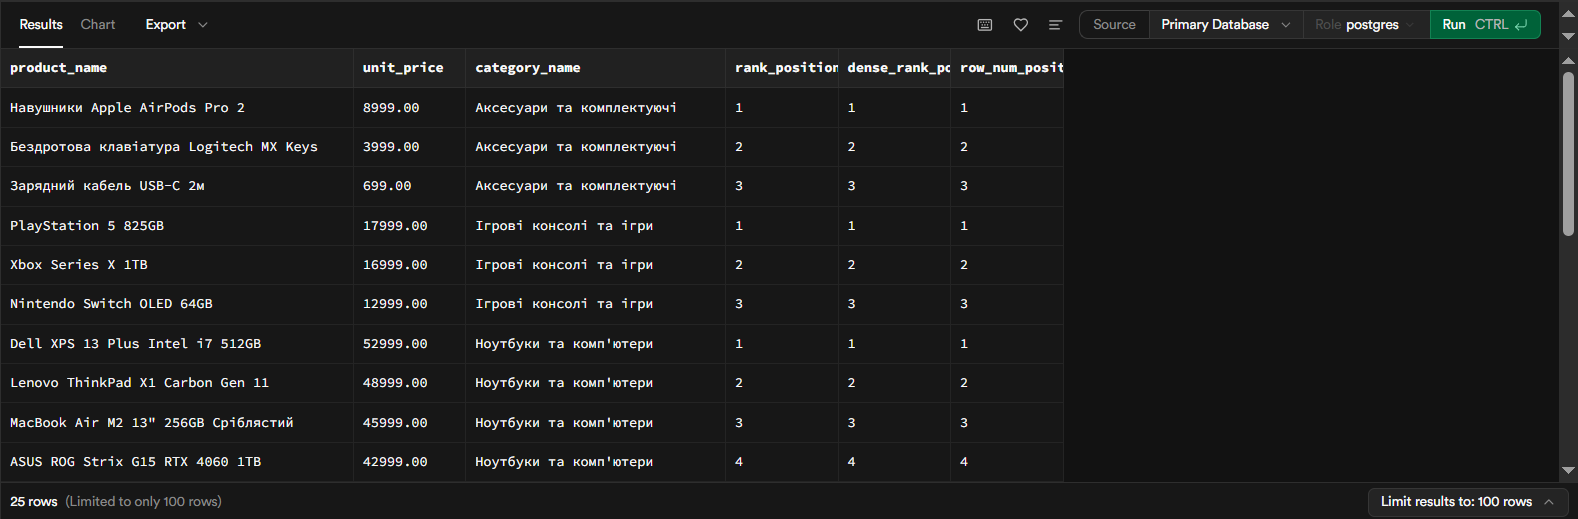 Results Chart Export Source Primary Database Role postgres Run CTRL
product_name unit_price category_name rank_position dense_rank_po row_num_posit
Навушники Apple AirPods Pro 2 8999.00 Аксесуари та комплектуючі 1 1 1
Бездротова клавіатура Logitech MX Keys 3999.00 Аксесуари та комплектуючі 2 2 2
Зарядний кабель USB-C 2м 699.00 Аксесуари та комплектуючі 3 3 3
PlayStation 5 825GB 17999.00 Ігрові консолі та ігри 1 1 1
Xbox Series X 1TB 16999.00 Ігрові консолі та ігри 2 2 2
Nintendo Switch OLED 64GB 12999.00 Ігрові консолі та ігри 3 3 3
Dell XPS 13 Plus Intel i7 512GB 52999.00 Ноутбуки та комп'ютери 1 1 1
Lenovo ThinkPad X1 Carbon Gen 11 48999.00 Ноутбуки та комп'ютери 2 2 2
MacBook Air M2 13" 256GB Сріблястий 45999.00 Ноутбуки та комп'ютери 3 3 3
ASUS ROG Strix G15 RTX 4060 1TB 42999.00 Ноутбуки та комп'ютери 4 4 4
25 rows (Limited to only 100 rows) Limit results to: 100 rows